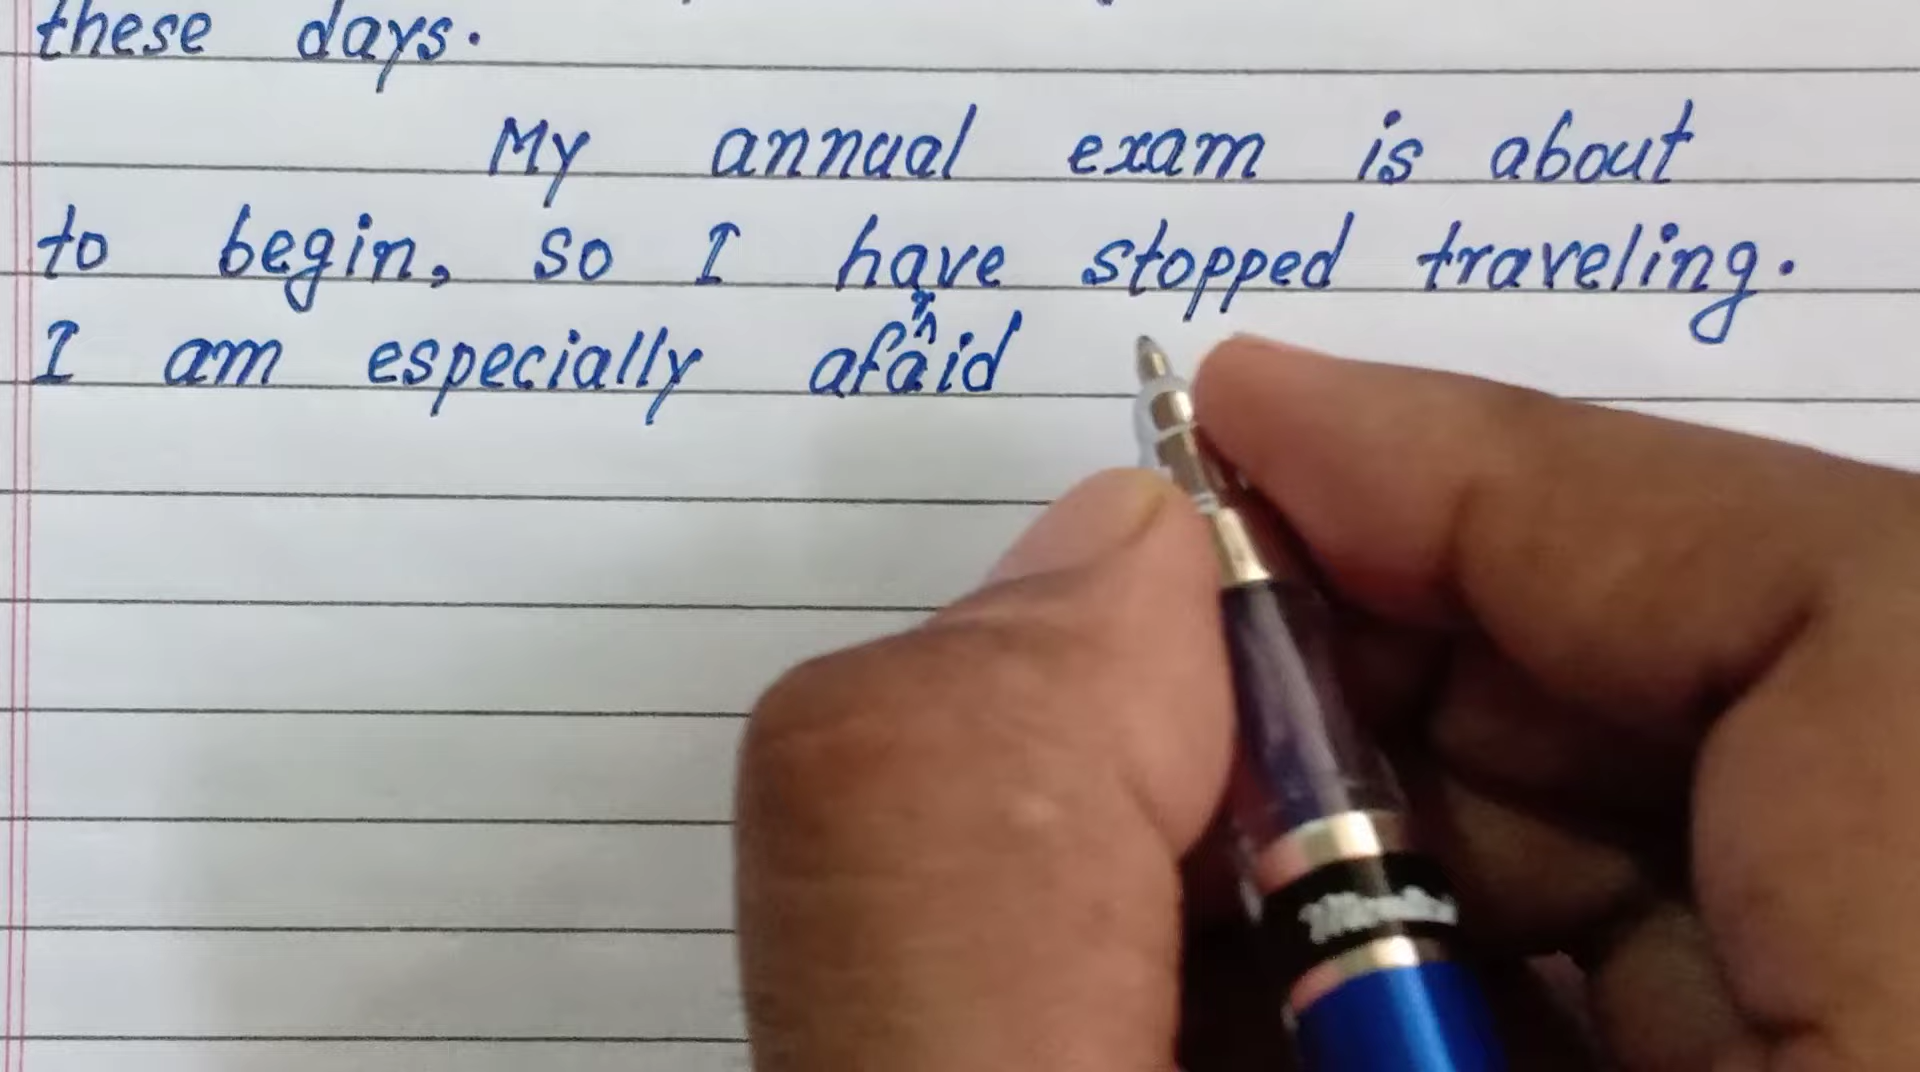 these days.
My annual exam is about
to begin, so I have stopped traveling.
I am especially afraid